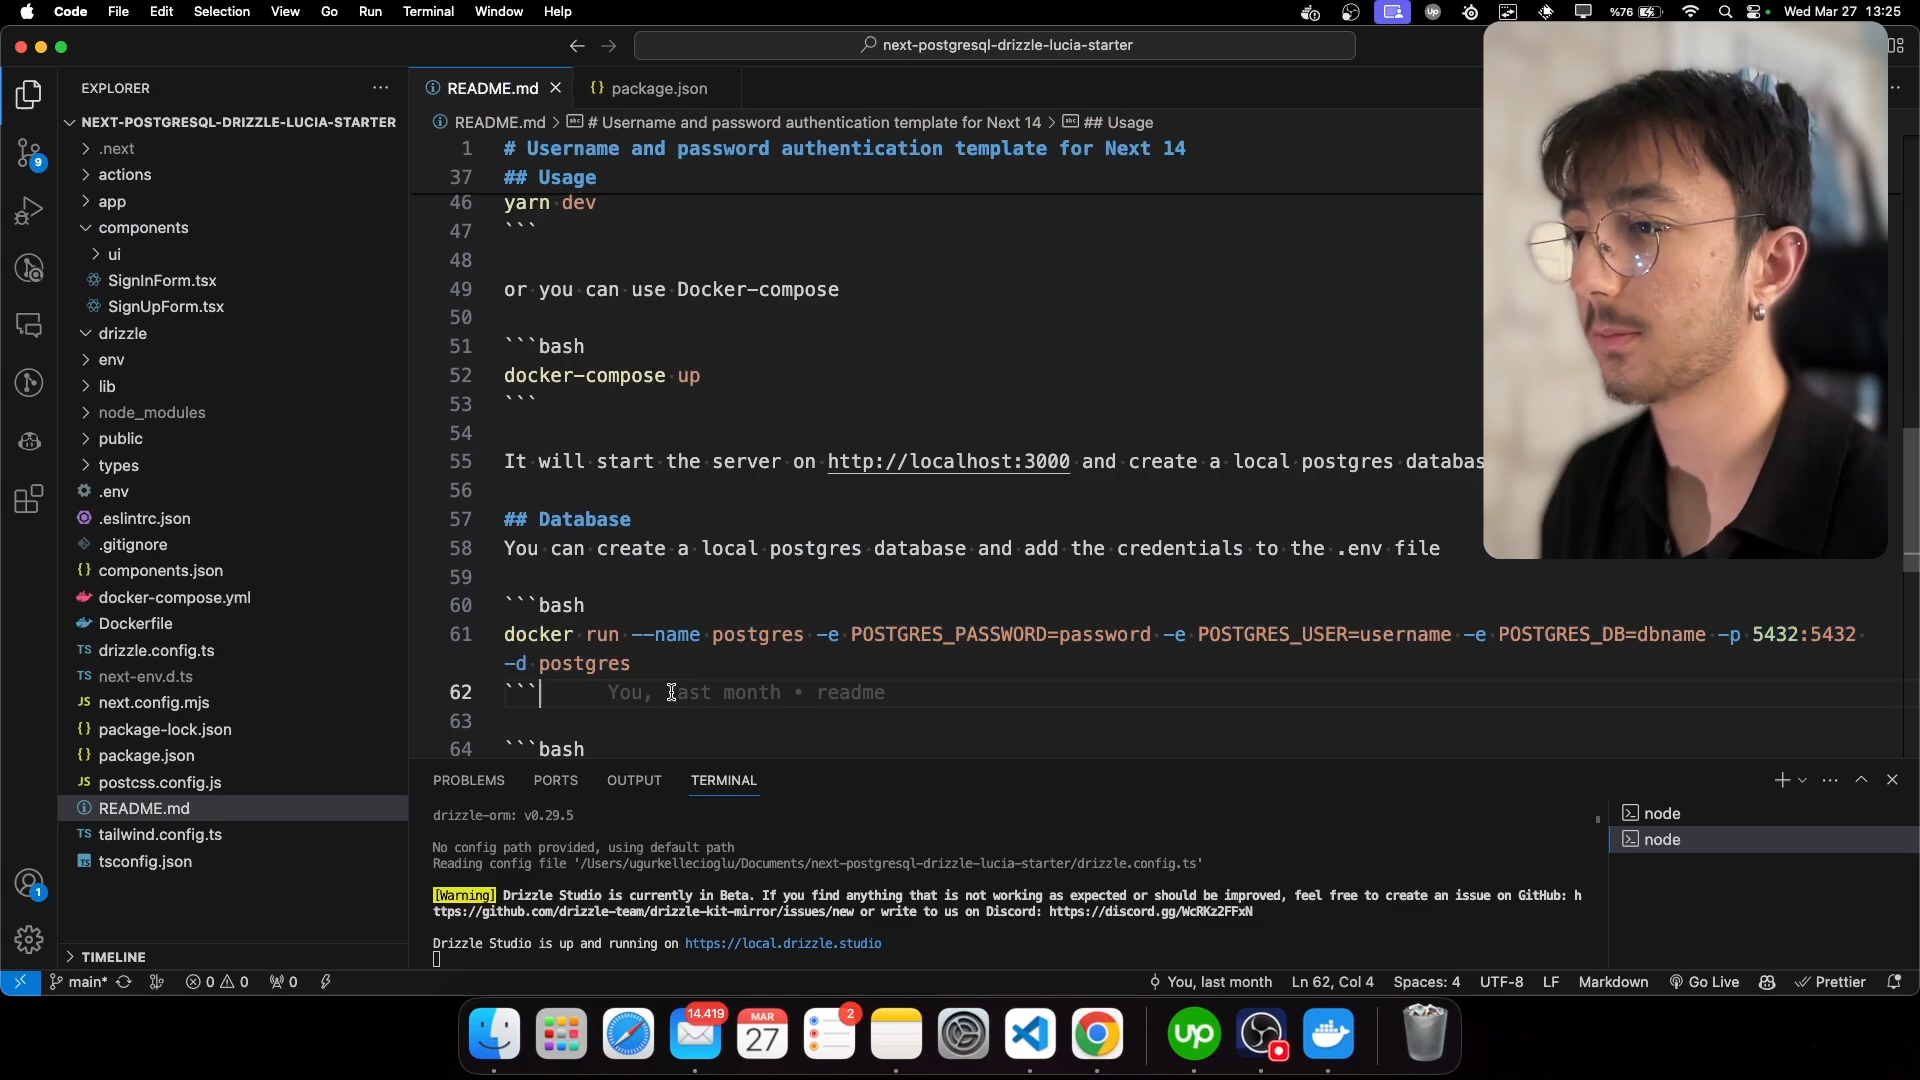 Code File Edit Selection View Go Run Terminal Window Help
%76
Wed Mar 27 13:25
next-postgresql-drizzle-lucia-starter
EXPLORER
NEXT-POSTGRESQL-DRIZZLE-LUCIA-STARTER
.next
actions
app
components
ui
SignInForm.tsx
SignUpForm.tsx
drizzle
env
lib
node_modules
public
types
.env
.eslintrc.json
.gitignore
components.json
docker-compose.yml
Dockerfile
TS drizzle.config.ts
TS next-env.d.ts
JS next.config.mjs
{} package-lock.json
{} package.json
JS postcss.config.js
README.md
TS tailwind.config.ts
tsconfig.json
TIMELINE
9
1
README.md
{} package.json
README.md > # Username and password authentication template for Next 14 > ## Usage
1 # Username and password authentication template for Next 14
37 ## Usage
46 yarn dev
47 ```
48
49 or you can use Docker-compose
50
51 ```bash
52 docker-compose up
53 ```
54
55 It will start the server on http://localhost:3000 and create a local postgres databas
56
57 ## Database
58 You can create a local postgres database and add the credentials to the .env file
59
60 ```bash
61 docker run --name postgres -e POSTGRES_PASSWORD=password -e POSTGRES_USER=username -e POSTGRES_DB=dbname -p 5432:5432
-d postgres
62 ``` You, last month • readme
63
64 ```bash
PROBLEMS PORTS OUTPUT TERMINAL
drizzle-orm: v0.29.5
No config path provided, using default path
Reading config file '/Users/ugurkellecioglu/Documents/next-postgresql-drizzle-lucia-starter/drizzle.config.ts'
[Warning] Drizzle Studio is currently in Beta. If you find anything that is not working as expected or should be improved, feel free to create an issue on GitHub: h
ttps://github.com/drizzle-team/drizzle-kit-mirror/issues/new or write to us on Discord: https://discord.gg/WcRKz2FFxN
Drizzle Studio is up and running on https://local.drizzle.studio
node
node
main* 0 0 0
You, last month Ln 62, Col 4 Spaces: 4 UTF-8 LF Markdown Go Live Prettier
14.419
MAR
27
2
up